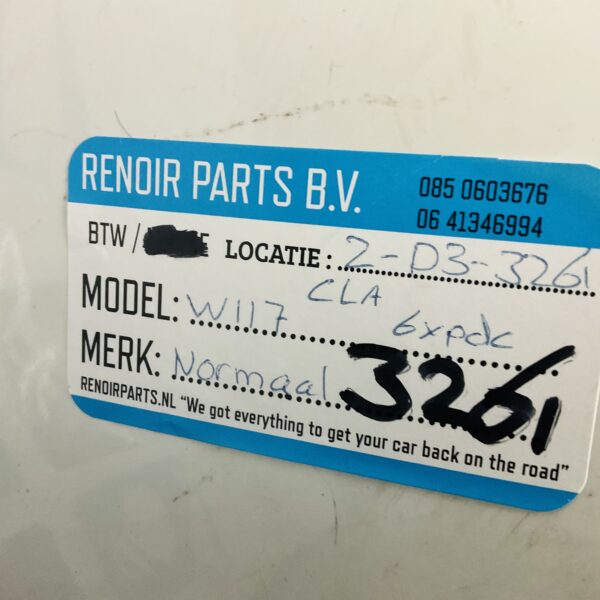 RENOIR PARTS B.V.
085 0603676
06 41346994
BTW / LOCATIE: 2-D3-3261
MODEL: W117 CLA 6xpdc
MERK: Normaal 3261
RENOIRPARTS.NL “We got everything to get your car back on the road”